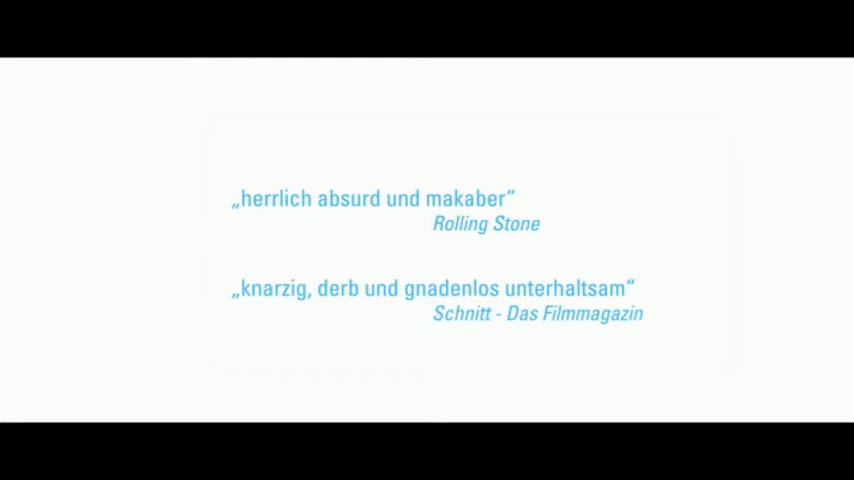 „herrlich absurd und makaber“
Rolling Stone
„knarzig, derb und gnadenlos unterhaltsam“
Schnitt - Das Filmmagazin